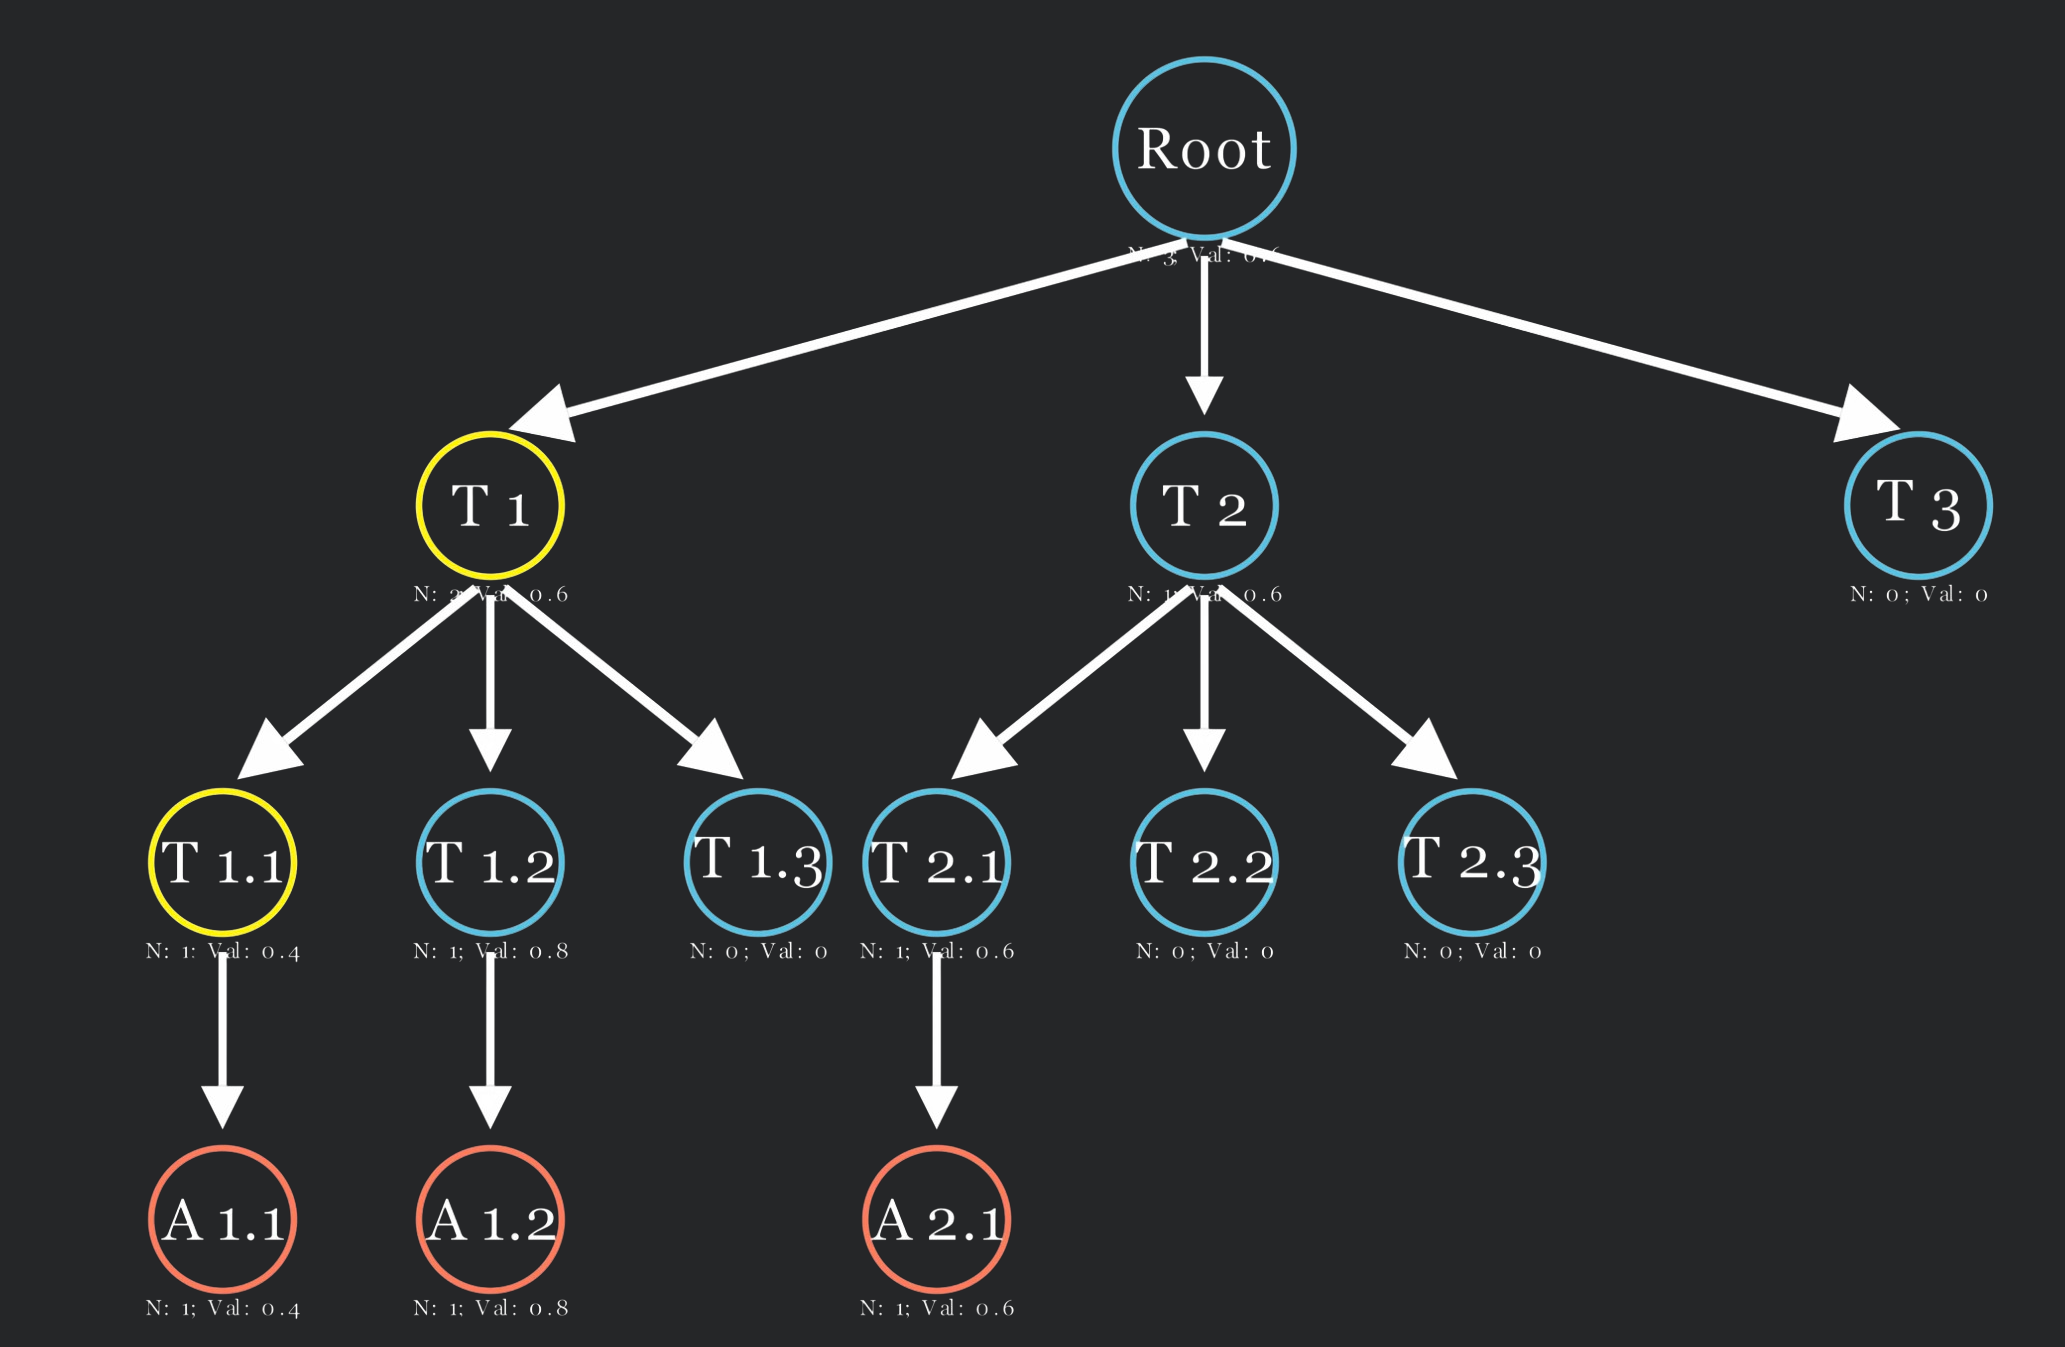 Root
N: 3; Val: 0.6
T 1
T 2
T 3
N: 2; Val: 0.6
N: 1; Val: 0.6
N: 0; Val: 0
T 1.1
T 1.2
T 1.3
T 2.1
T 2.2
T 2.3
N: 1; Val: 0.4
N: 1; Val: 0.8
N: 0; Val: 0
N: 1; Val: 0.6
N: 0; Val: 0
N: 0; Val: 0
A 1.1
A 1.2
A 2.1
N: 1; Val: 0.4
N: 1; Val: 0.8
N: 1; Val: 0.6